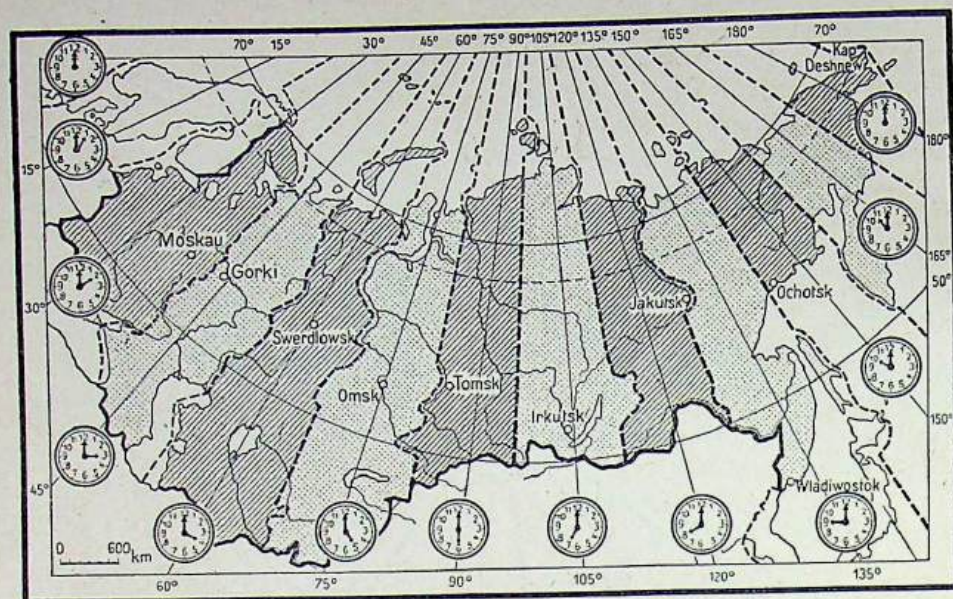 70° 15° 30° 45° 60° 75° 90° 105° 120° 135° 150° 165° 180° 70°
Kap
Deshnew
180°
15°
Moskau
Gorki
165°
50°
30°
Jakutsk
Ochotsk
Swerdlowsk
Omsk
Tomsk
Irkutsk
150°
45°
Wladiwostok
0 600
km
60° 75° 90° 105° 120° 135°